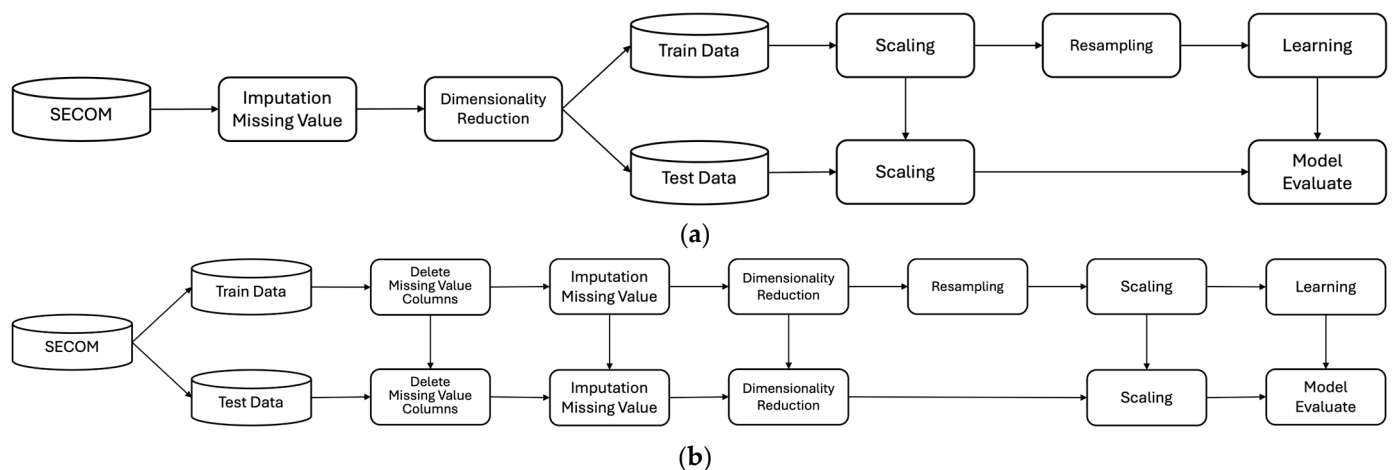 Train Data
Scaling
Resampling
Learning
SECOM
Imputation
Missing Value
Dimensionality
Reduction
Test Data
Scaling
Model
Evaluate
(a)
Train Data
Delete
Missing Value
Columns
Imputation
Missing Value
Dimensionality
Reduction
Resampling
Scaling
Learning
SECOM
Test Data
Delete
Missing Value
Columns
Imputation
Missing Value
Dimensionality
Reduction
Scaling
Model
Evaluate
(b)